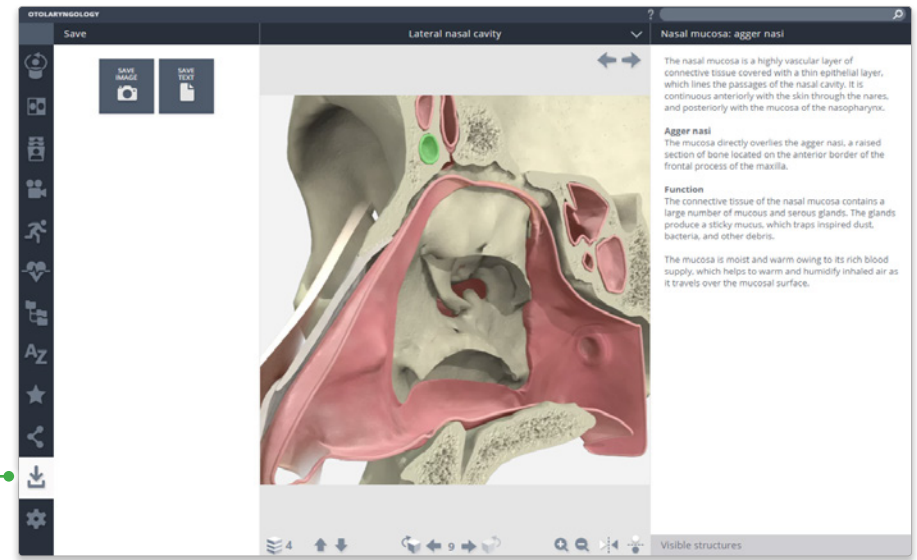 OTOLARYNGOLOGY
?
Save
Lateral nasal cavity
Nasal mucosa: agger nasi
SAVE
IMAGE
SAVE
TEXT
The nasal mucosa is a highly vascular layer of
connective tissue covered with a thin epithelial layer,
which lines the passages of the nasal cavity. It is
continuous anteriorly with the skin through the nares,
and posteriorly with the mucosa of the nasopharynx.
Agger nasi
The mucosa directly overlies the agger nasi, a raised
section of bone located on the anterior border of the
frontal process of the maxilla.
Function
The connective tissue of the nasal mucosa contains a
large number of mucous and serous glands. The glands
produce a sticky mucus, which traps inspired dust,
bacteria, and other debris.
The mucosa is moist and warm owing to its rich blood
supply, which helps to warm and humidify inhaled air as
it travels over the mucosal surface.
AZ
4
9
Visible structures